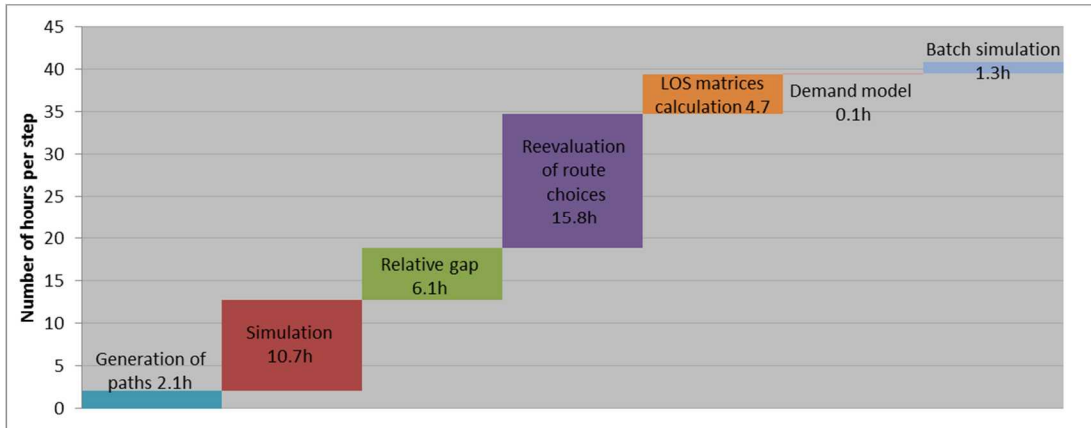 Number of hours per step
45
40
35
30
25
20
15
10
5
0
Generation of
paths 2.1h
Simulation
10.7h
Relative gap
6.1h
Reevaluation
of route
choices
15.8h
LOS matrices
calculation 4.7
Demand model
0.1h
Batch simulation
1.3h